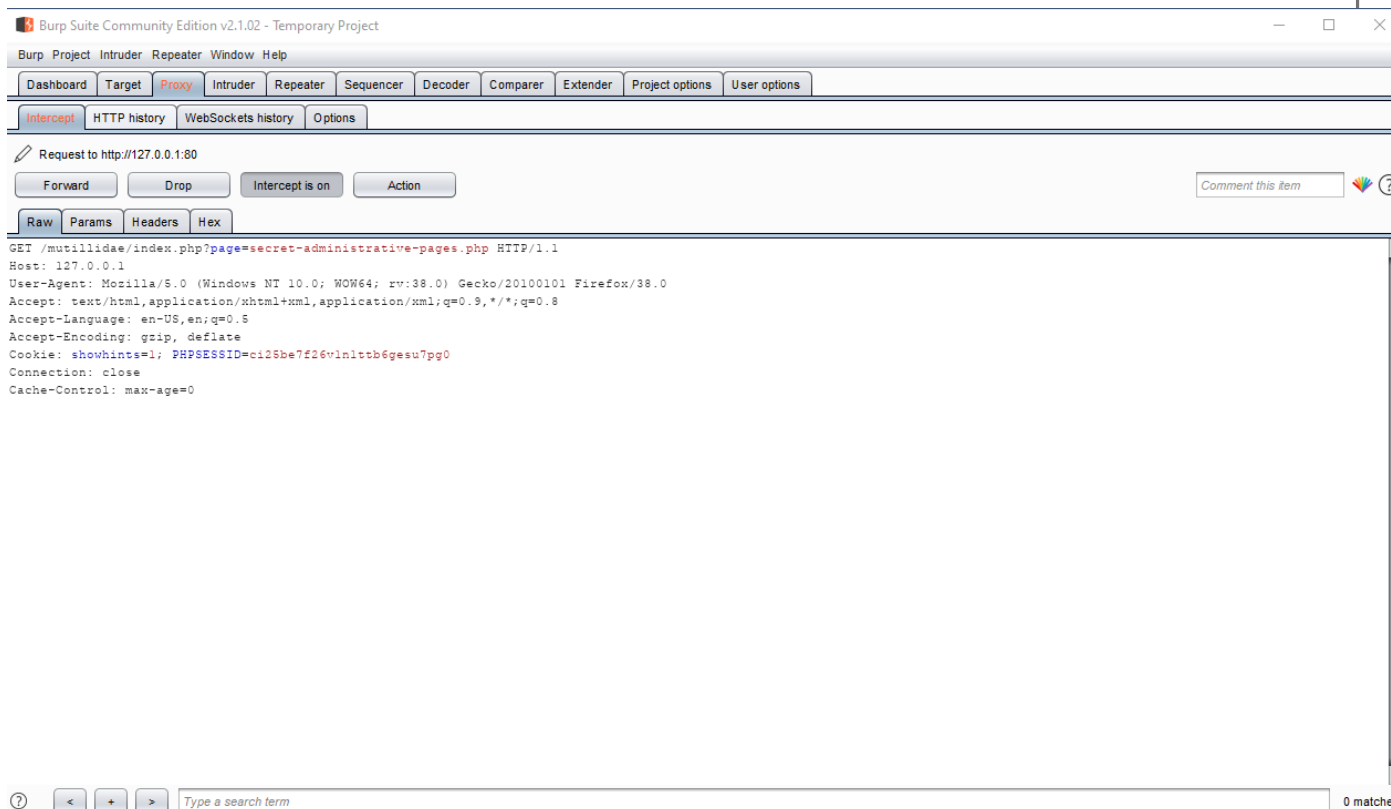 Burp Suite Community Edition v2.1.02 - Temporary Project
Burp Project Intruder Repeater Window Help
Dashboard Target Proxy Intruder Repeater Sequencer Decoder Comparer Extender Project options User options
Intercept HTTP history WebSockets history Options
Request to http://127.0.0.1:80
Forward Drop Intercept is on Action Comment this item ?
Raw Params Headers Hex
GET /mutillidae/index.php?page=secret-administrative-pages.php HTTP/1.1
Host: 127.0.0.1
User-Agent: Mozilla/5.0 (Windows NT 10.0; WOW64; rv:38.0) Gecko/20100101 Firefox/38.0
Accept: text/html,application/xhtml+xml,application/xml;q=0.9,*/*;q=0.8
Accept-Language: en-US,en;q=0.5
Accept-Encoding: gzip, deflate
Cookie: showhints=1; PHPSESSID=ci25be7f26v1n1ttb6gesu7pg0
Connection: close
Cache-Control: max-age=0
? < + > Type a search term 0 matche